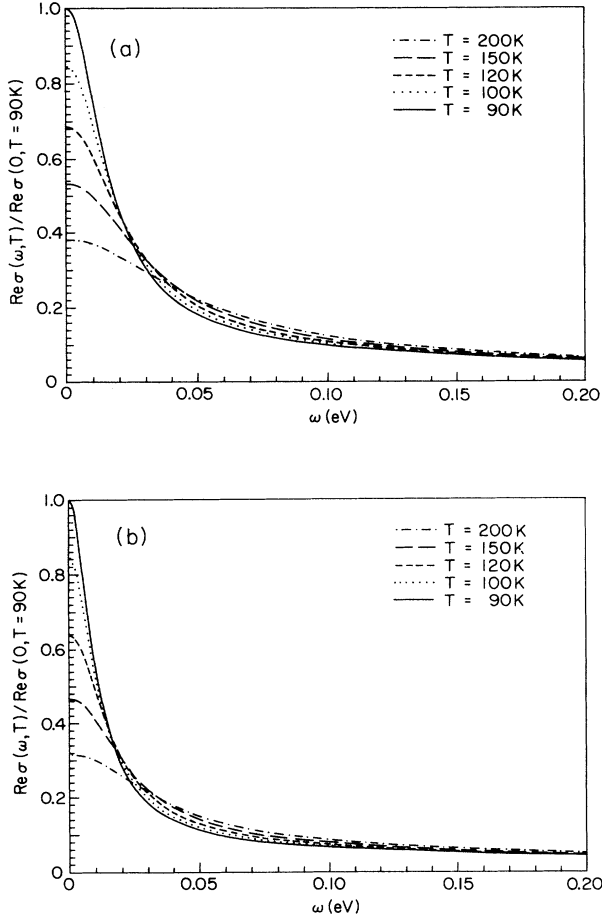 (a)
T = 200K
T = 150K
T = 120K
T = 100K
T = 90K
Re σ(ω,T) / Re σ(0,T = 90K)
1.0
0.8
0.6
0.4
0.2
0
0 0.05 0.10 0.15 0.20
ω(eV)
(b)
T = 200K
T = 150K
T = 120K
T = 100K
T = 90K
Re σ(ω,T) / Re σ(0,T = 90K)
1.0
0.8
0.6
0.4
0.2
0
0 0.05 0.10 0.15 0.20
ω(eV)